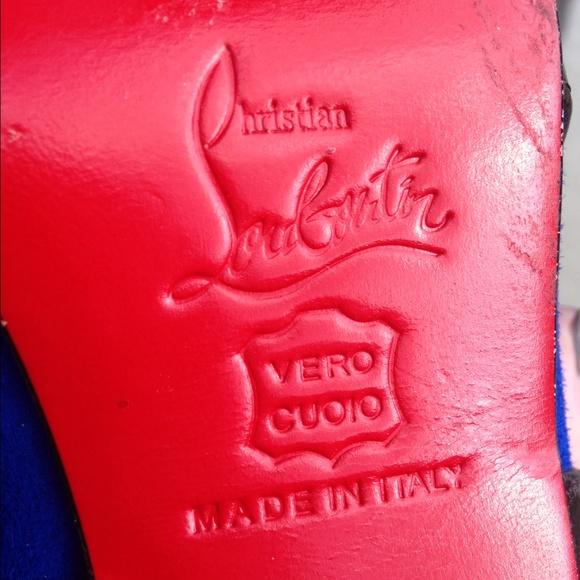 Christian
Louboutin
VERO
CUOIO
MADE IN ITALY